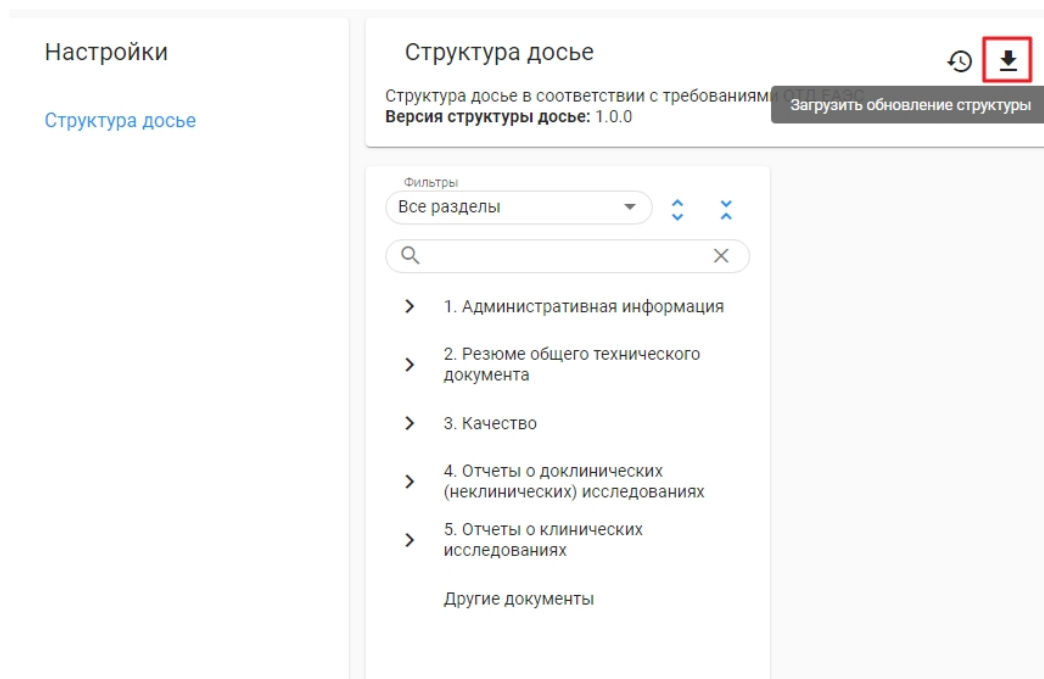 Настройки
Структура досье
Структура досье
Структура досье в соответствии с требованиями ОТД ЕАЭС
Загрузить обновление структуры
Версия структуры досье: 1.0.0
Фильтры
Все разделы
1. Административная информация
2. Резюме общего технического
документа
3. Качество
4. Отчеты о доклинических
(неклинических) исследованиях
5. Отчеты о клинических
исследованиях
Другие документы